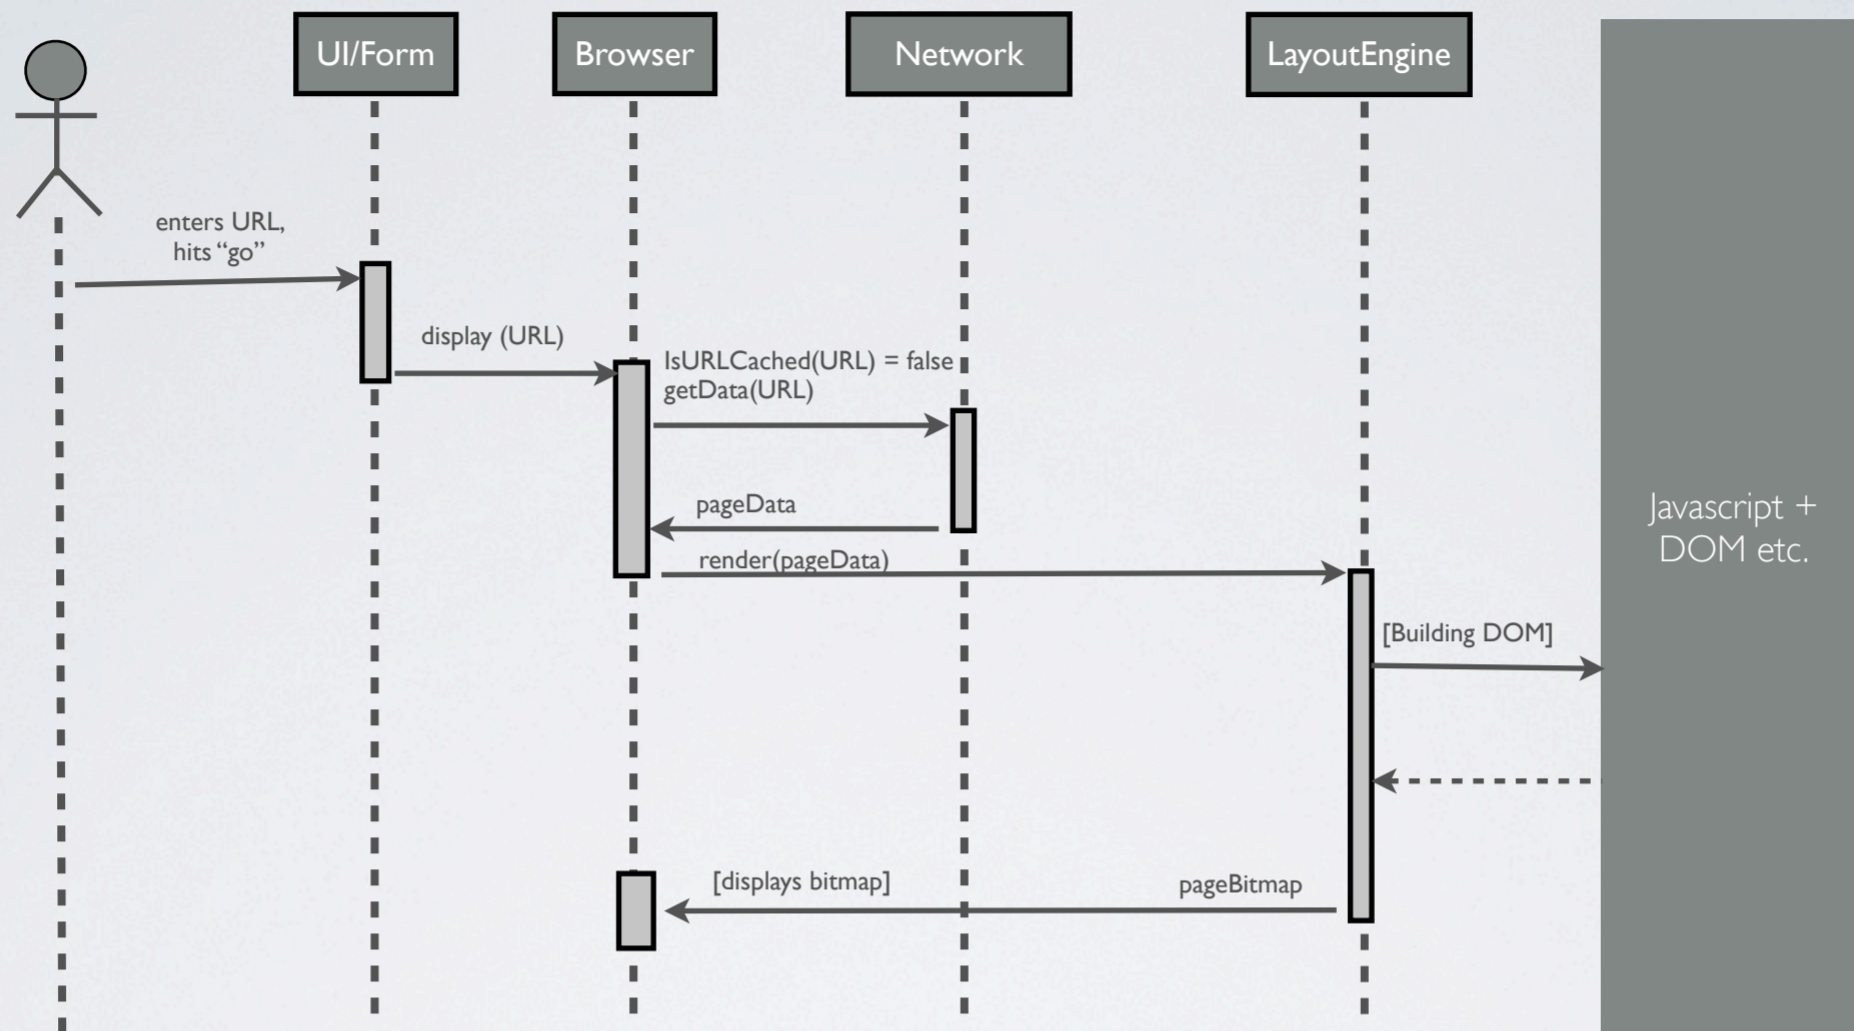 UI/Form
Browser
Network
LayoutEngine
enters URL,
hits “go”
display (URL)
IsURLCached(URL) = false
getData(URL)
pageData
render(pageData)
Javascript +
DOM etc.
[Building DOM]
[displays bitmap]
pageBitmap